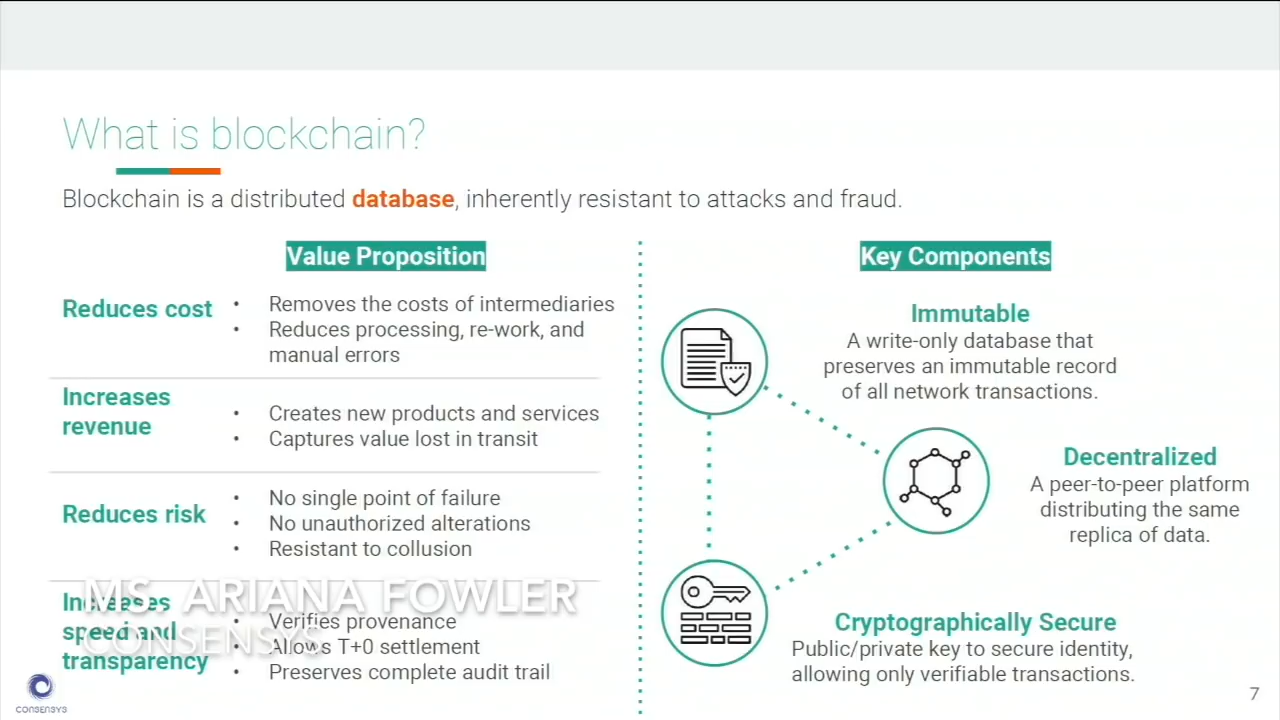 What is blockchain?
Blockchain is a distributed database, inherently resistant to attacks and fraud.
Value Proposition
Reduces cost
• Removes the costs of intermediaries
• Reduces processing, re-work, and
manual errors
Increases
revenue
• Creates new products and services
• Captures value lost in transit
Reduces risk
• No single point of failure
• No unauthorized alterations
• Resistant to collusion
Increases
speed and
transparency
• Verifies provenance
• Allows T+0 settlement
• Preserves complete audit trail
MS. ARIANA FOWLER
CONSENSYS
Key Components
Immutable
A write-only database that
preserves an immutable record
of all network transactions.
Decentralized
A peer-to-peer platform
distributing the same
replica of data.
Cryptographically Secure
Public/private key to secure identity,
allowing only verifiable transactions.
CONSENSYS
7